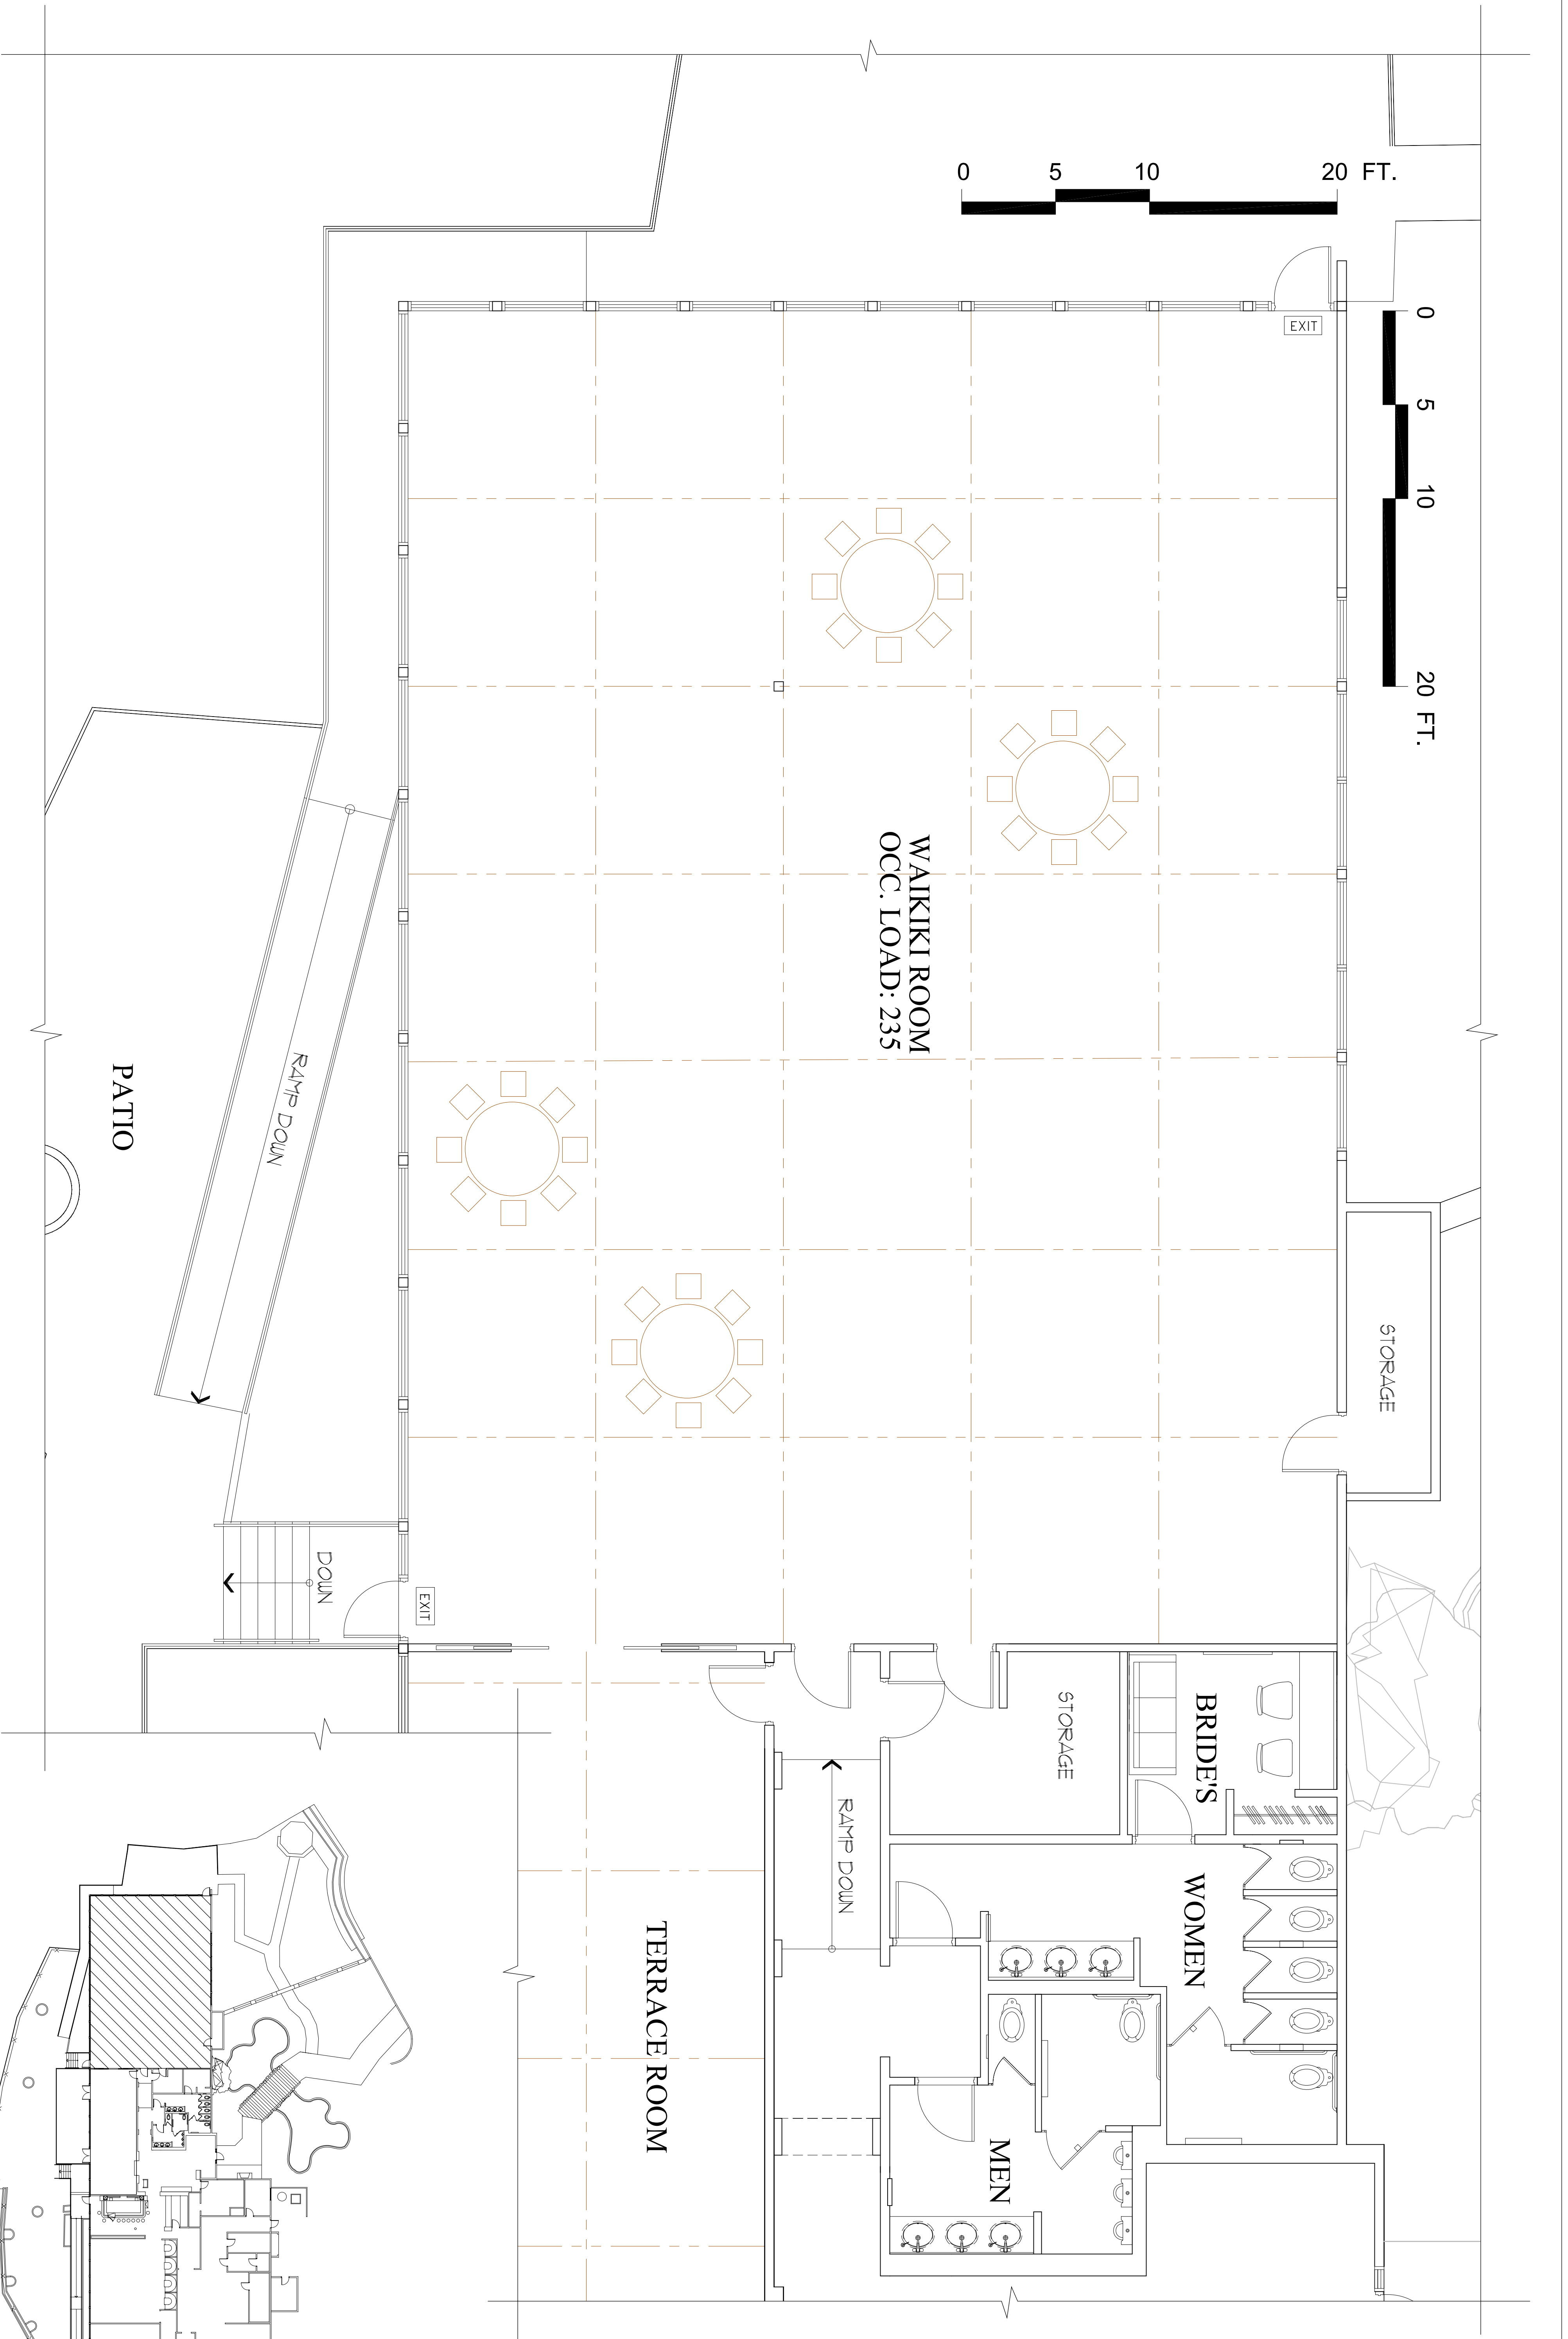 0 5 10 20 FT.
0 5 10 20 FT.
EXIT
WAIKIKI ROOM
OCC. LOAD: 235
STORAGE
RAMP DOWN
PATIO
DOWN
EXIT
STORAGE
BRIDE'S
RAMP DOWN
WOMEN
TERRACE ROOM
MEN